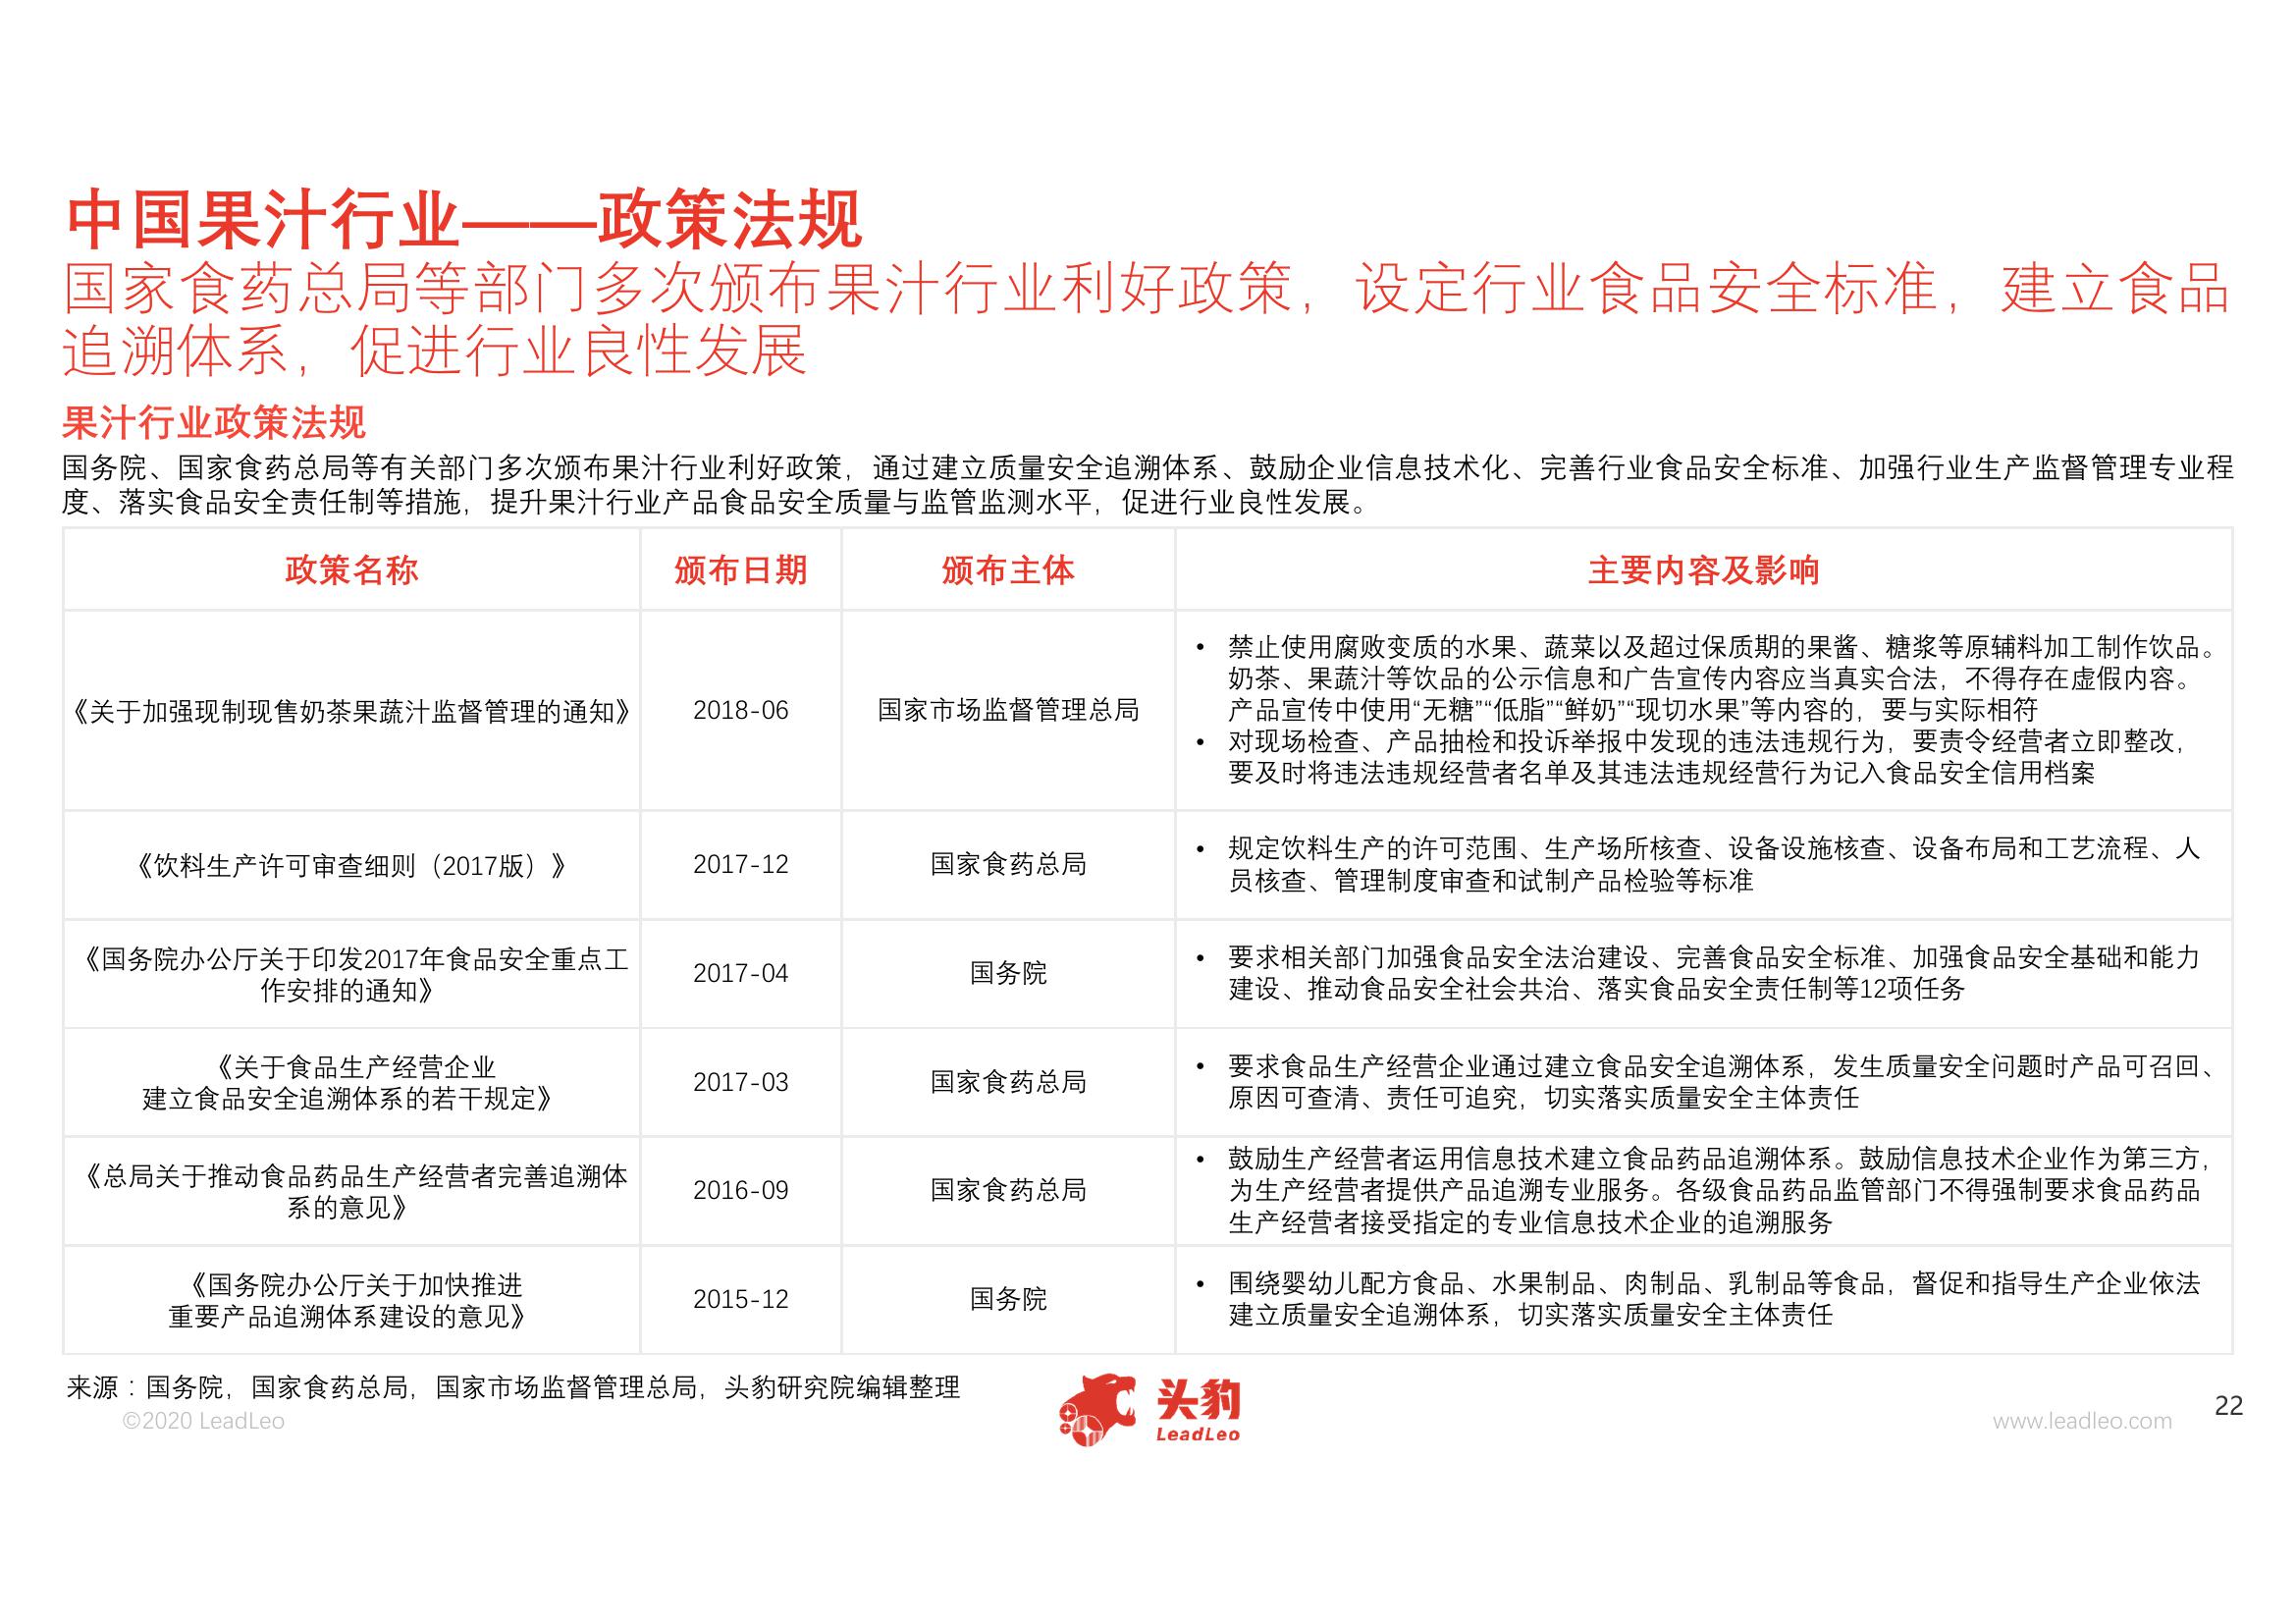 中国果汁行业——政策法规
国家食药总局等部门多次颁布果汁行业利好政策，设定行业食品安全标准，建立食品
追溯体系，促进行业良性发展
果汁行业政策法规
国务院、国家食药总局等有关部门多次颁布果汁行业利好政策，通过建立质量安全追溯体系、鼓励企业信息技术化、完善行业食品安全标准、加强行业生产监督管理专业程
度、落实食品安全责任制等措施，提升果汁行业产品食品安全质量与监管监测水平，促进行业良性发展。
政策名称 颁布日期 颁布主体 主要内容及影响
《关于加强现制现售奶茶果蔬汁监督管理的通知》 2018-06 国家市场监督管理总局
• 禁止使用腐败变质的水果、蔬菜以及超过保质期的果酱、糖浆等原辅料加工制作饮品。
奶茶、果蔬汁等饮品的公示信息和广告宣传内容应当真实合法，不得存在虚假内容。
产品宣传中使用“无糖”“低脂”“鲜奶”“现切水果”等内容的，要与实际相符
• 对现场检查、产品抽检和投诉举报中发现的违法违规行为，要责令经营者立即整改，
要及时将违法违规经营者名单及其违法违规经营行为记入食品安全信用档案
《饮料生产许可审查细则（2017版）》 2017-12 国家食药总局
• 规定饮料生产的许可范围、生产场所核查、设备设施核查、设备布局和工艺流程、人
员核查、管理制度审查和试制产品检验等标准
《国务院办公厅关于印发2017年食品安全重点工
作安排的通知》
2017-04 国务院
• 要求相关部门加强食品安全法治建设、完善食品安全标准、加强食品安全基础和能力
建设、推动食品安全社会共治、落实食品安全责任制等12项任务
《关于食品生产经营企业
建立食品安全追溯体系的若干规定》
2017-03 国家食药总局
• 要求食品生产经营企业通过建立食品安全追溯体系，发生质量安全问题时产品可召回、
原因可查清、责任可追究，切实落实质量安全主体责任
《总局关于推动食品药品生产经营者完善追溯体
系的意见》
2016-09 国家食药总局
• 鼓励生产经营者运用信息技术建立食品药品追溯体系。鼓励信息技术企业作为第三方，
为生产经营者提供产品追溯专业服务。各级食品药品监管部门不得强制要求食品药品
生产经营者接受指定的专业信息技术企业的追溯服务
《国务院办公厅关于加快推进
重要产品追溯体系建设的意见》
2015-12 国务院
• 围绕婴幼儿配方食品、水果制品、肉制品、乳制品等食品，督促和指导生产企业依法
建立质量安全追溯体系，切实落实质量安全主体责任
来源：国务院，国家食药总局，国家市场监督管理总局，头豹研究院编辑整理
©2020 LeadLeo
头豹
LeadLeo
www.leadleo.com
22